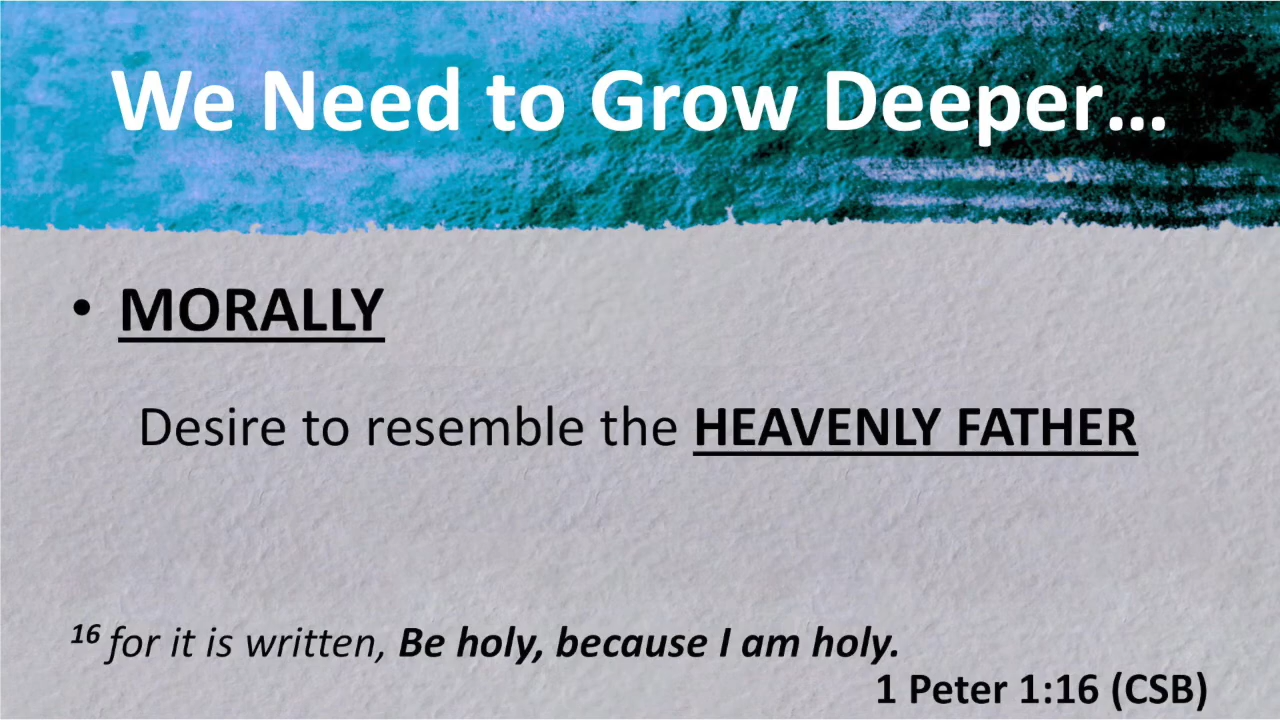 We Need to Grow Deeper...
• MORALLY
Desire to resemble the HEAVENLY FATHER
16 for it is written, Be holy, because I am holy.
1 Peter 1:16 (CSB)